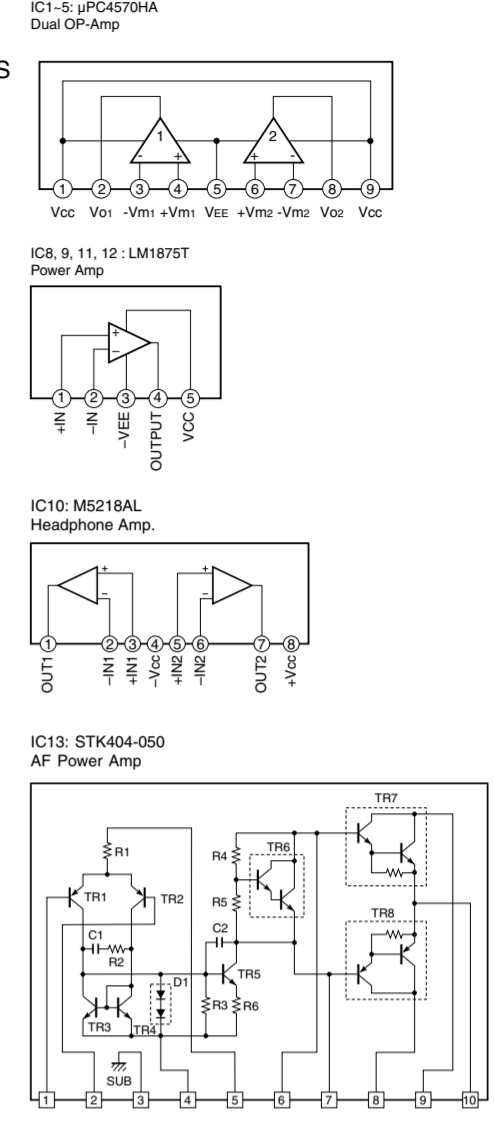 IC1~5: µPC4570HA
Dual OP-Amp
S
1 2
- + + -
1 2 3 4 5 6 7 8 9
Vcc Vo1 -Vm1 +Vm1 VEE +Vm2 -Vm2 Vo2 Vcc
IC8, 9, 11, 12 : LM1875T
Power Amp
+
–
1 2 3 4 5
+IN –IN –VEE OUTPUT VCC
IC10: M5218AL
Headphone Amp.
+ +
– –
1 2 3 4 5 6 7 8
OUT1 –IN1 +IN1 –Vcc +IN2 –IN2 OUT2 +Vcc
IC13: STK404-050
AF Power Amp
TR7
R1 R4 TR6
TR1 TR2 R5 TR8
C1 C2
R2
D1 TR5
R3 R6
TR3 TR4
SUB
1 2 3 4 5 6 7 8 9 10